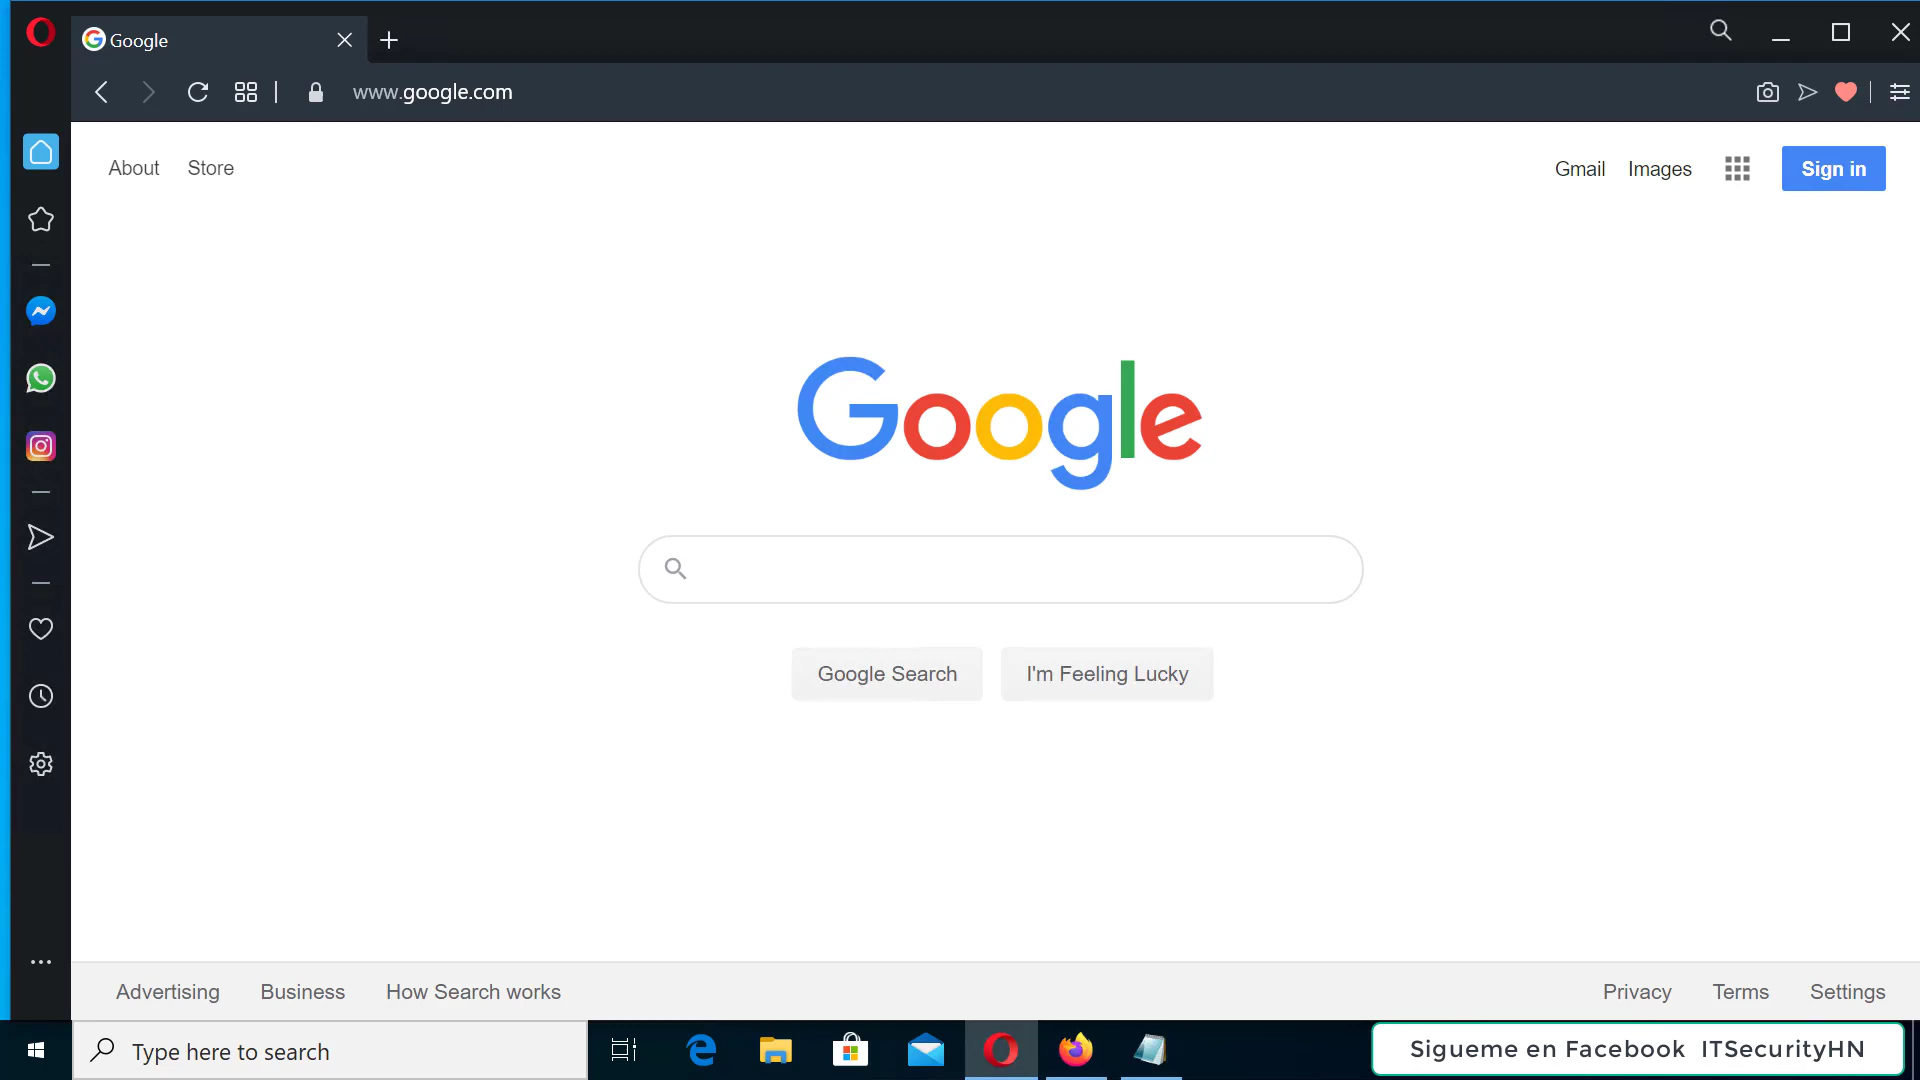 Google
www.google.com
About Store
Gmail Images Sign in
Google
Google Search I'm Feeling Lucky
Advertising Business How Search works
Privacy Terms Settings
Type here to search
Sigueme en Facebook ITSecurityHN